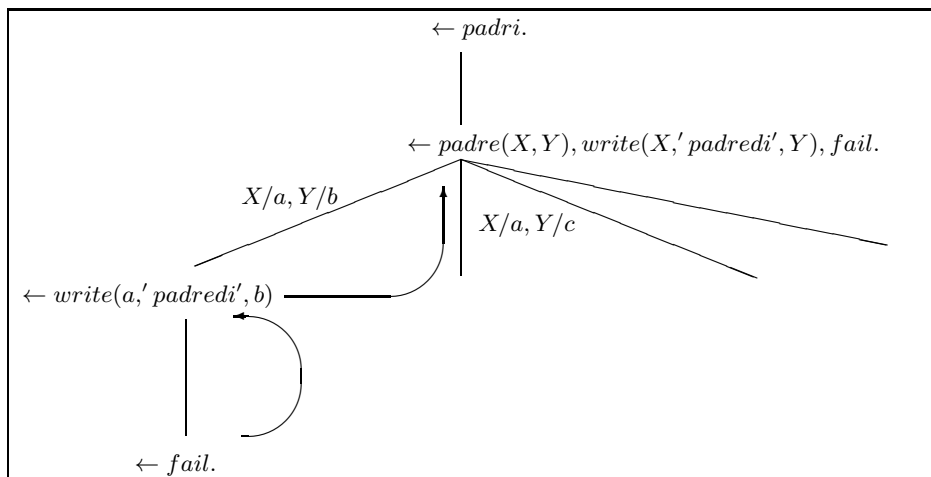 ← padri.
← padre(X, Y), write(X,′ padredi′, Y), fail.
X/a, Y/b
X/a, Y/c
← write(a,′ padredi′, b)
← fail.